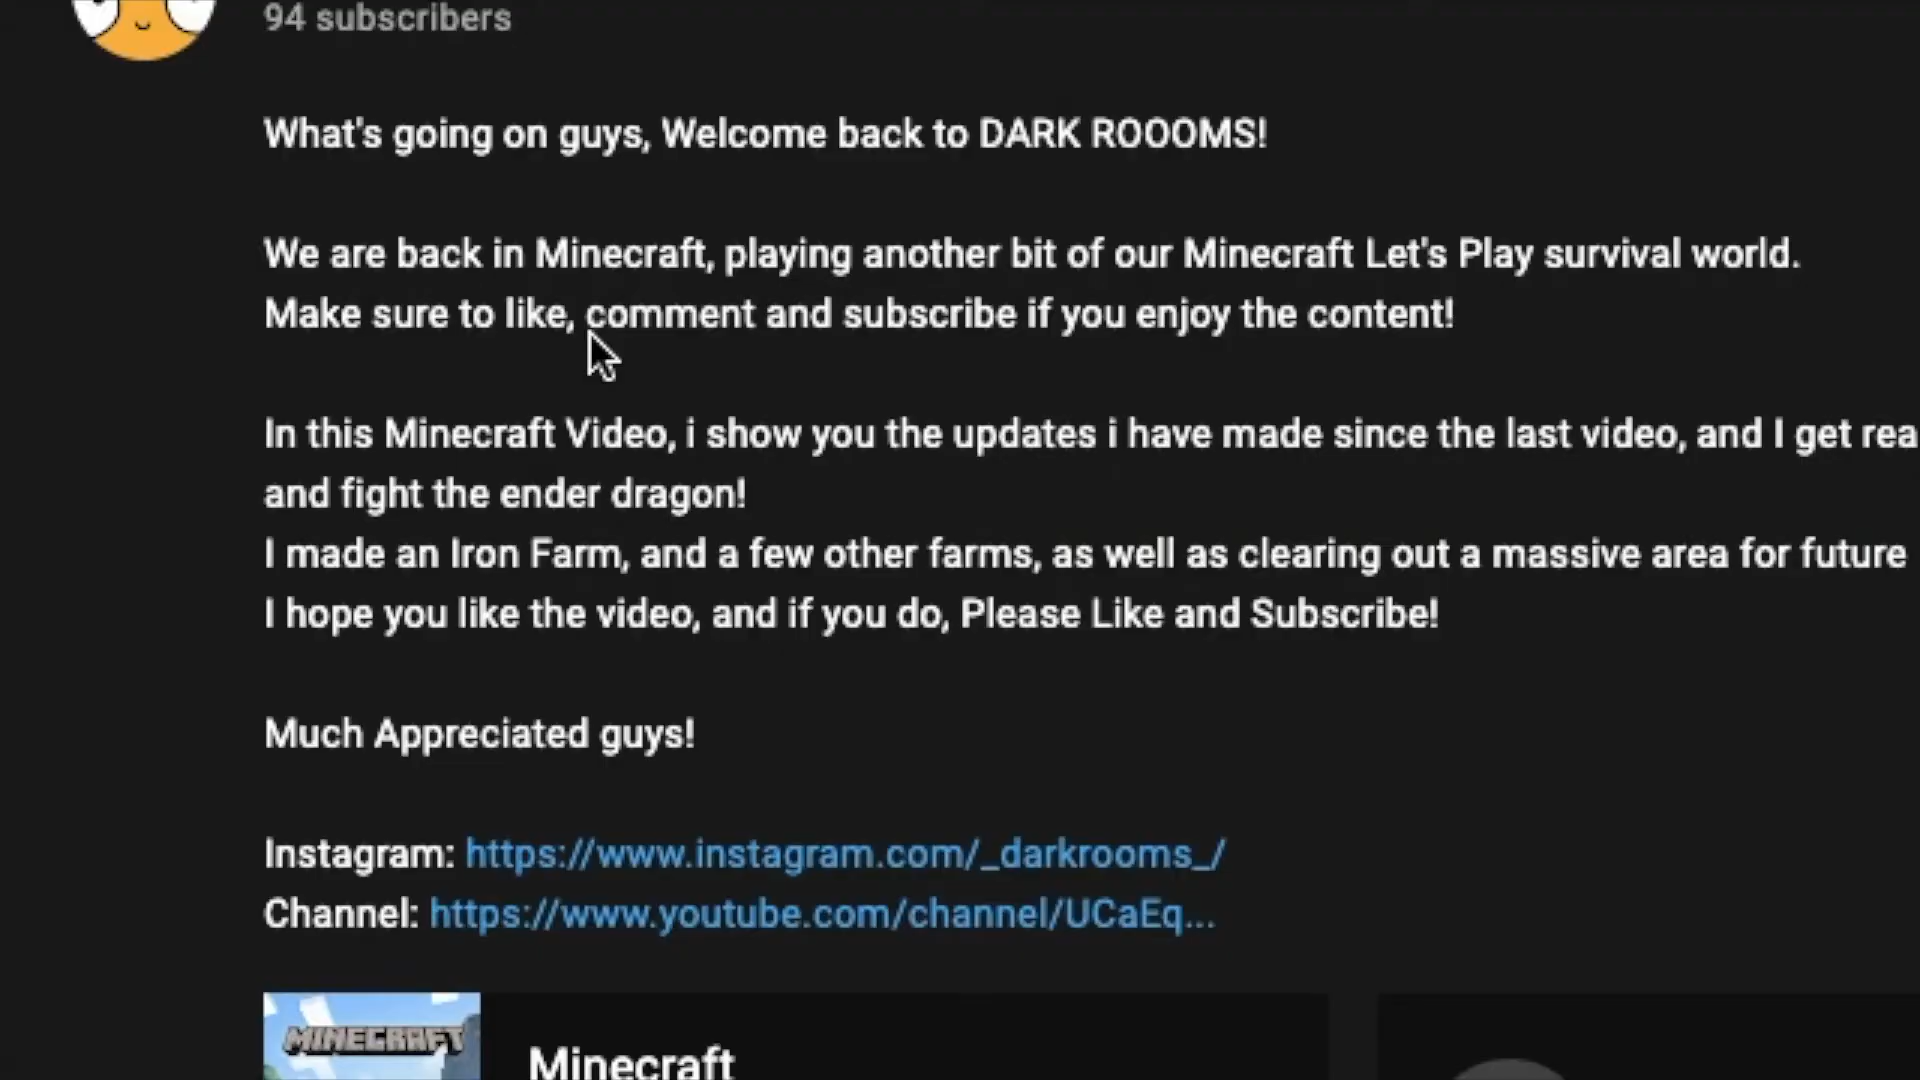 94 subscribers
What's going on guys, Welcome back to DARK ROOOMS!
We are back in Minecraft, playing another bit of our Minecraft Let's Play survival world.
Make sure to like, comment and subscribe if you enjoy the content!
In this Minecraft Video, i show you the updates i have made since the last video, and I get rea
and fight the ender dragon!
I made an Iron Farm, and a few other farms, as well as clearing out a massive area for future
I hope you like the video, and if you do, Please Like and Subscribe!
Much Appreciated guys!
Instagram: https://www.instagram.com/_darkrooms_/
Channel: https://www.youtube.com/channel/UCaEq...
MINECRAFT
Minecraft